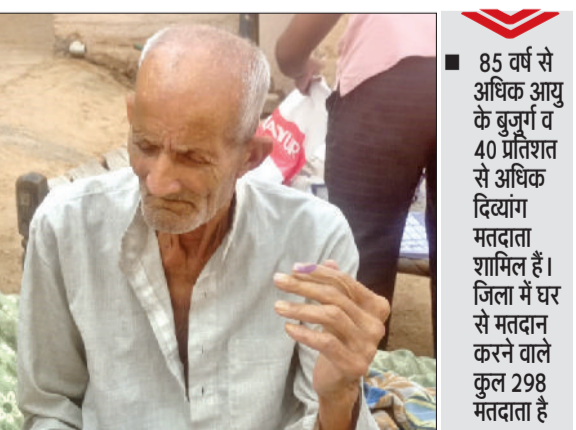 ■ 85 वर्ष से
अधिक आयु
के बुजुर्ग व
40 प्रतिशत
से अधिक
दिव्यांग
मतदाता
शामिल हैं।
जिला में घर
से मतदान
करने वाले
कुल 298
मतदाता है